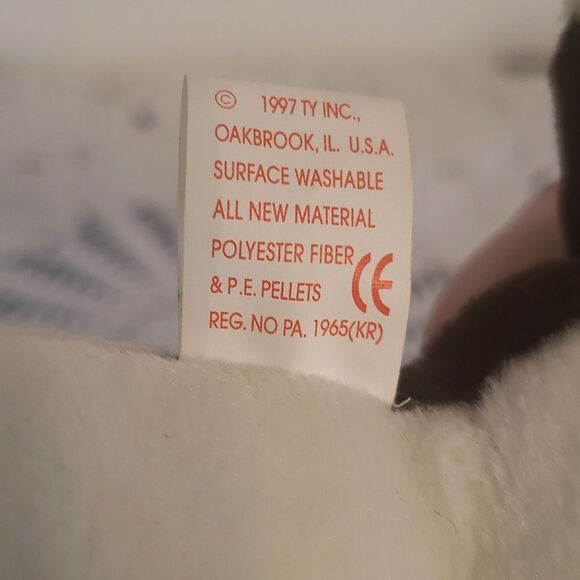 © 1997 TY INC.,
OAKBROOK, IL. U.S.A.
SURFACE WASHABLE
ALL NEW MATERIAL
POLYESTER FIBER
& P.E. PELLETS CE
REG. NO PA. 1965(KR)